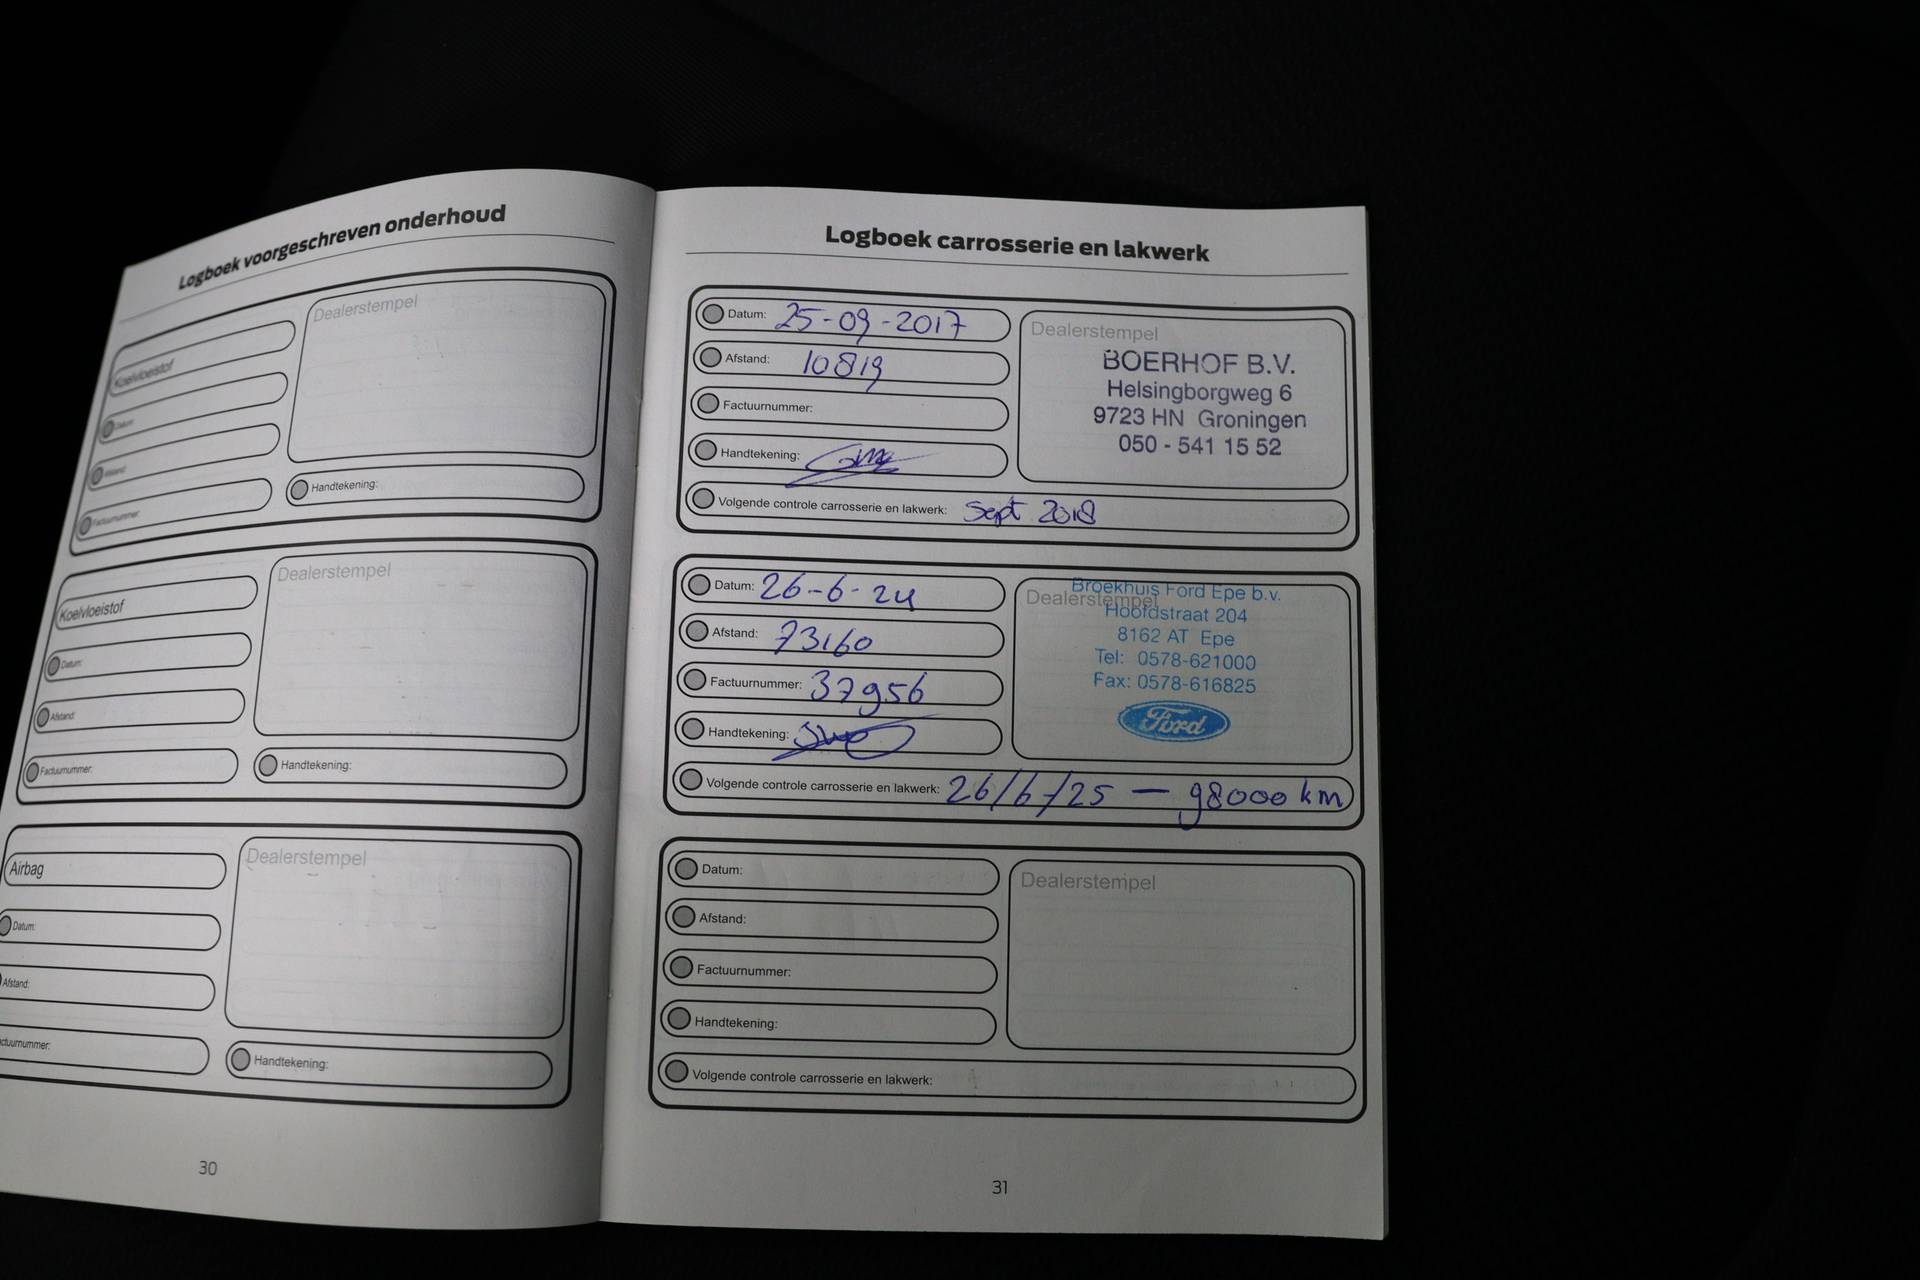 Logboek voorgeschreven onderhoud
Dealerstempel
Koelvloeistof
Datum:
Afstand:
Factuurnummer:
Handtekening:
Dealerstempel
Koelvloeistof
Datum:
Afstand:
Factuurnummer:
Handtekening:
Dealerstempel
Airbag
Datum:
Afstand:
ctuurnummer:
Handtekening:
30
Logboek carrosserie en lakwerk
Datum: 25-09-2017
Afstand: 10819
Factuurnummer:
Handtekening:
Dealerstempel
BOERHOF B.V.
Helsingborgweg 6
9723 HN Groningen
050 - 541 15 52
Volgende controle carrosserie en lakwerk: Sept 2018
Datum: 26-6-24
Afstand: 73160
Factuurnummer: 37956
Handtekening:
Dealerstempel
Broekhuis Ford Epe b.v.
Hoofdstraat 204
8162 AT Epe
Tel: 0578-621000
Fax: 0578-616825
Ford
Volgende controle carrosserie en lakwerk: 26/6/25 — 98000 km
Datum:
Afstand:
Factuurnummer:
Handtekening:
Dealerstempel
Volgende controle carrosserie en lakwerk:
31